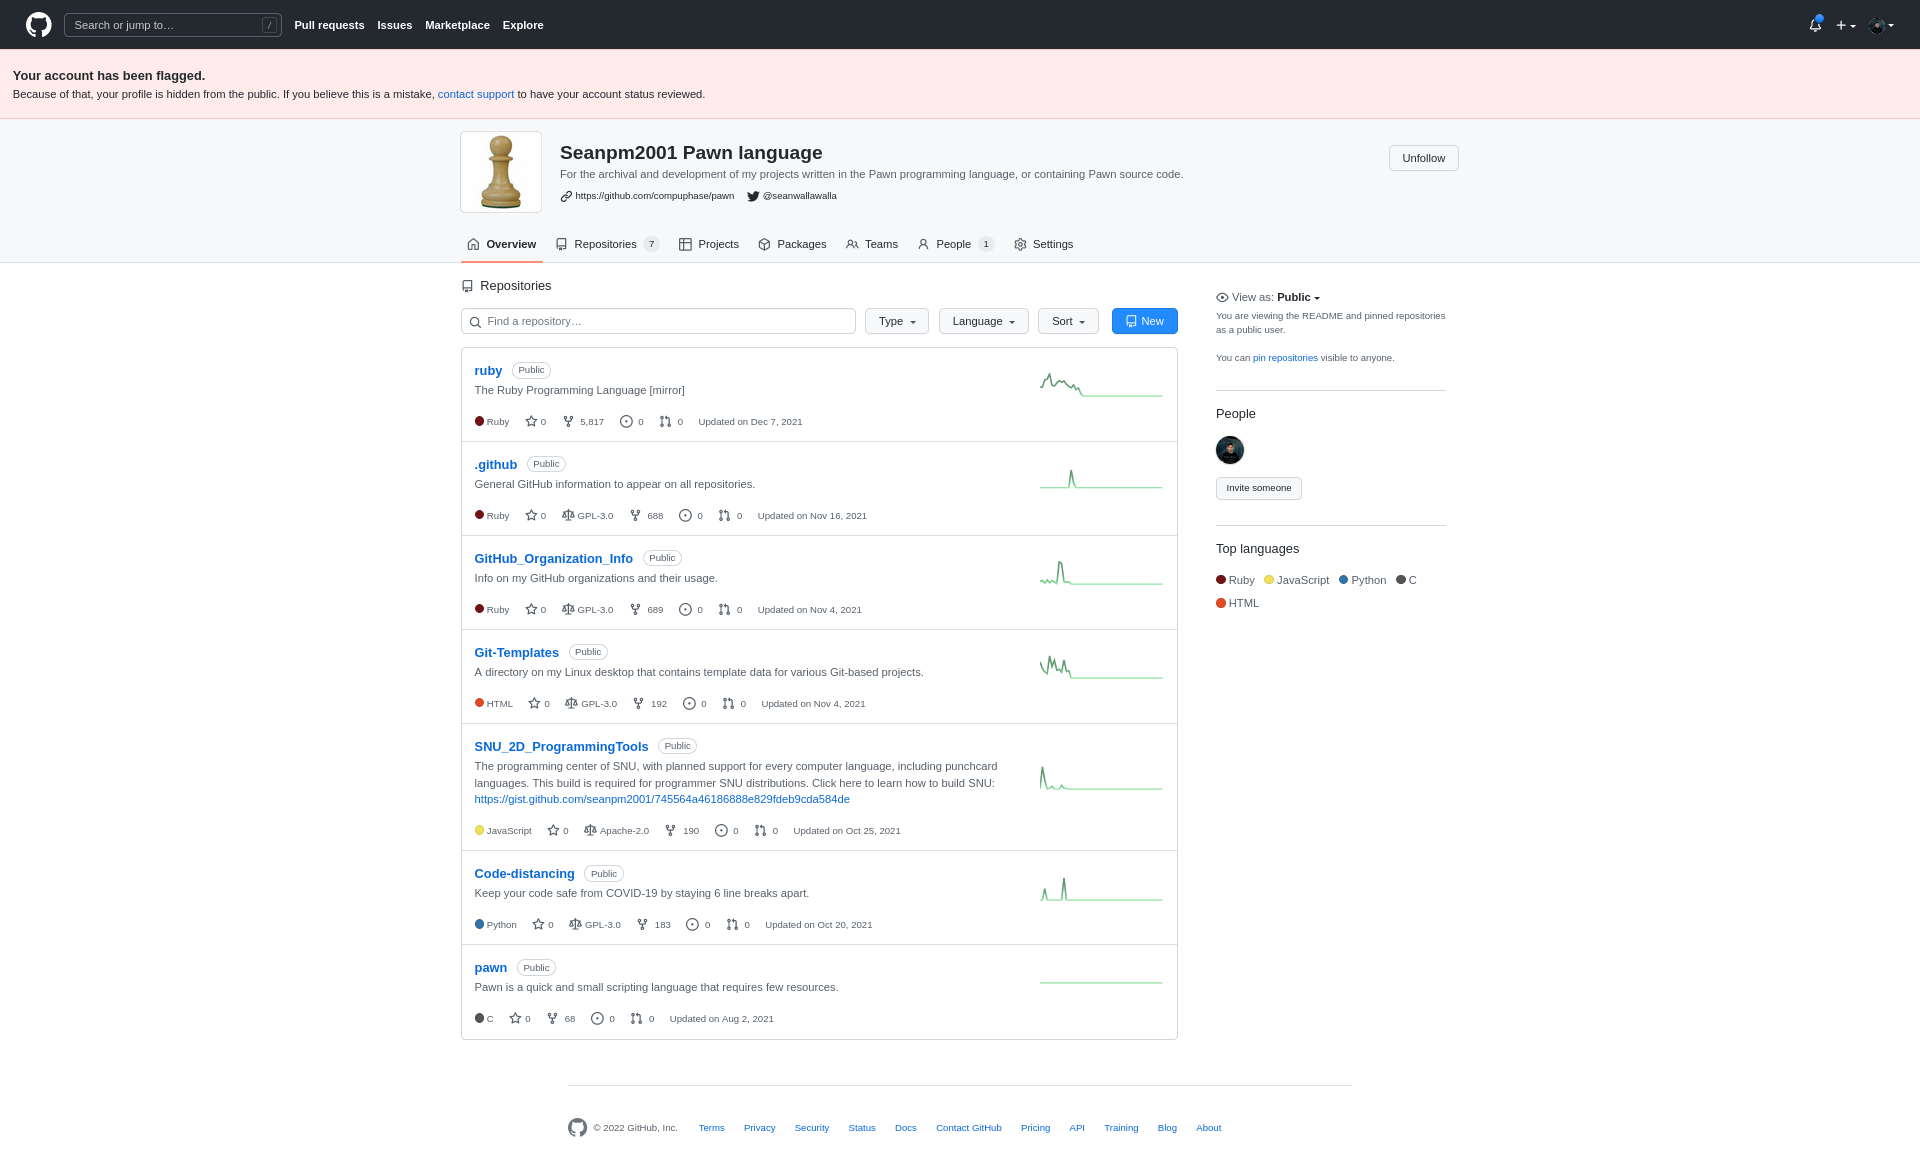 Search or jump to… /
Pull requests Issues Marketplace Explore
Your account has been flagged.
Because of that, your profile is hidden from the public. If you believe this is a mistake, contact support to have your account status reviewed.
Seanpm2001 Pawn language
Unfollow
For the archival and development of my projects written in the Pawn programming language, or containing Pawn source code.
https://github.com/compuphase/pawn @seanwallawalla
Overview Repositories 7 Projects Packages Teams People 1 Settings
Repositories
Find a repository… Type Language Sort New
ruby Public
The Ruby Programming Language [mirror]
Ruby 0 5,817 0 0 Updated on Dec 7, 2021
.github Public
General GitHub information to appear on all repositories.
Ruby 0 GPL-3.0 688 0 0 Updated on Nov 16, 2021
GitHub_Organization_Info Public
Info on my GitHub organizations and their usage.
Ruby 0 GPL-3.0 689 0 0 Updated on Nov 4, 2021
Git-Templates Public
A directory on my Linux desktop that contains template data for various Git-based projects.
HTML 0 GPL-3.0 192 0 0 Updated on Nov 4, 2021
SNU_2D_ProgrammingTools Public
The programming center of SNU, with planned support for every computer language, including punchcard
languages. This build is required for programmer SNU distributions. Click here to learn how to build SNU:
https://gist.github.com/seanpm2001/745564a46186888e829fdeb9cda584de
JavaScript 0 Apache-2.0 190 0 0 Updated on Oct 25, 2021
Code-distancing Public
Keep your code safe from COVID-19 by staying 6 line breaks apart.
Python 0 GPL-3.0 183 0 0 Updated on Oct 20, 2021
pawn Public
Pawn is a quick and small scripting language that requires few resources.
C 0 68 0 0 Updated on Aug 2, 2021
View as: Public
You are viewing the README and pinned repositories
as a public user.
You can pin repositories visible to anyone.
People
Invite someone
Top languages
Ruby JavaScript Python C
HTML
© 2022 GitHub, Inc. Terms Privacy Security Status Docs Contact GitHub Pricing API Training Blog About